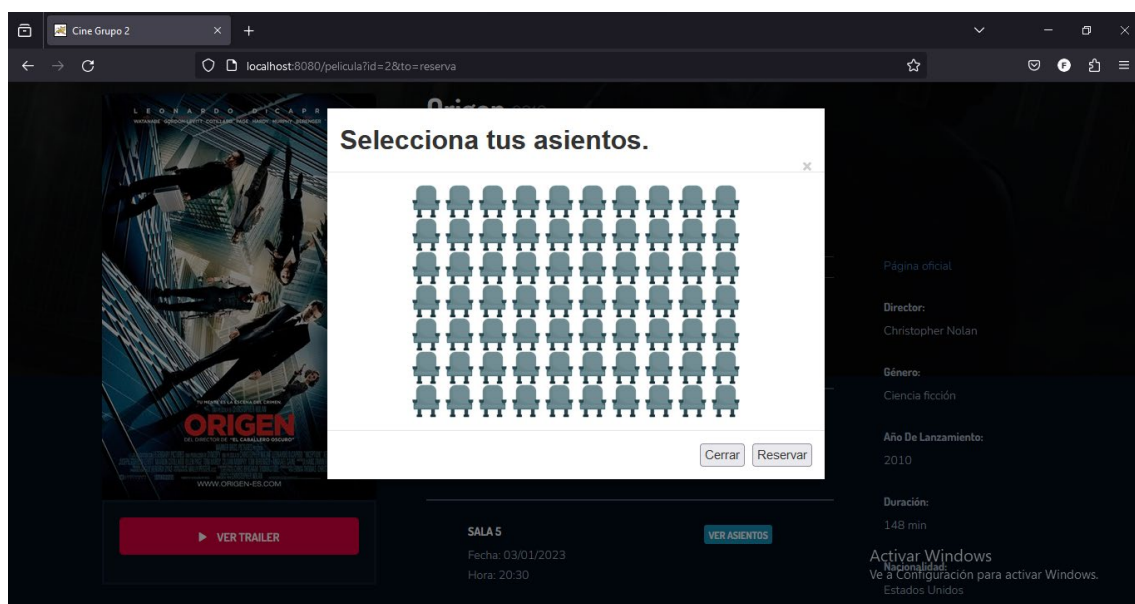 Cine Grupo 2
localhost:8080/pelicula?id=2&to=reserva
LEONARDO DICAPR
Origen 2010
Selecciona tus asientos.
×
Página oficial
Director:
Christopher Nolan
Género:
Ciencia ficción
Año De Lanzamiento:
2010
Duración:
148 min
Nacionalidad:
Estados Unidos
ORIGEN
DEL DIRECTOR DE "EL CABALLERO OSCURO"
WWW.ORIGEN-ES.COM
Cerrar
Reservar
VER TRAILER
SALA 5
VER ASIENTOS
Fecha: 03/01/2023
Hora: 20:30
Activar Windows
Ve a Configuración para activar Windows.